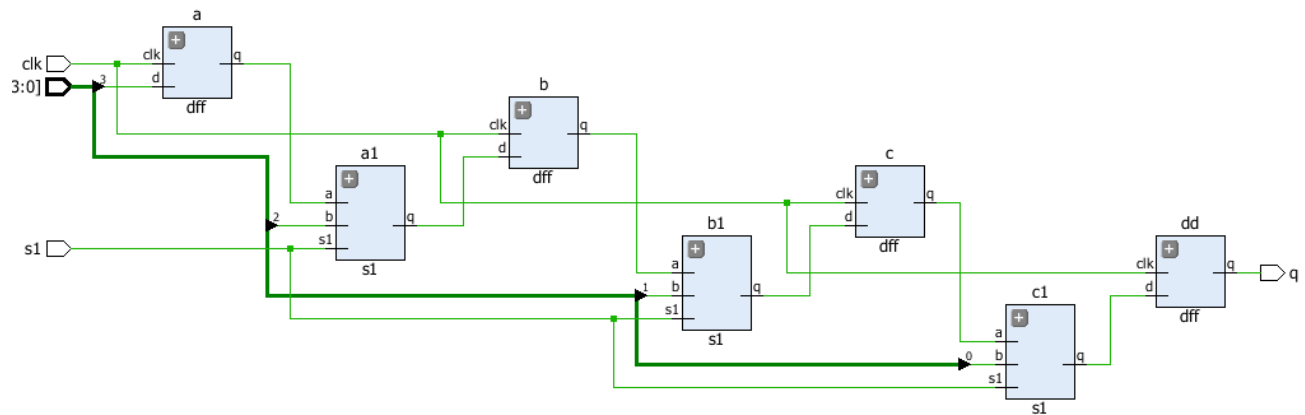 a
clk
clk
q
3:0]
3
d
dff
b
clk
q
d
dff
a1
a
2
b
q
s1
s1
s1
c
clk
q
d
dff
b1
a
1
b
q
s1
s1
dd
clk
q
q
d
dff
c1
a
0
b
q
s1
s1